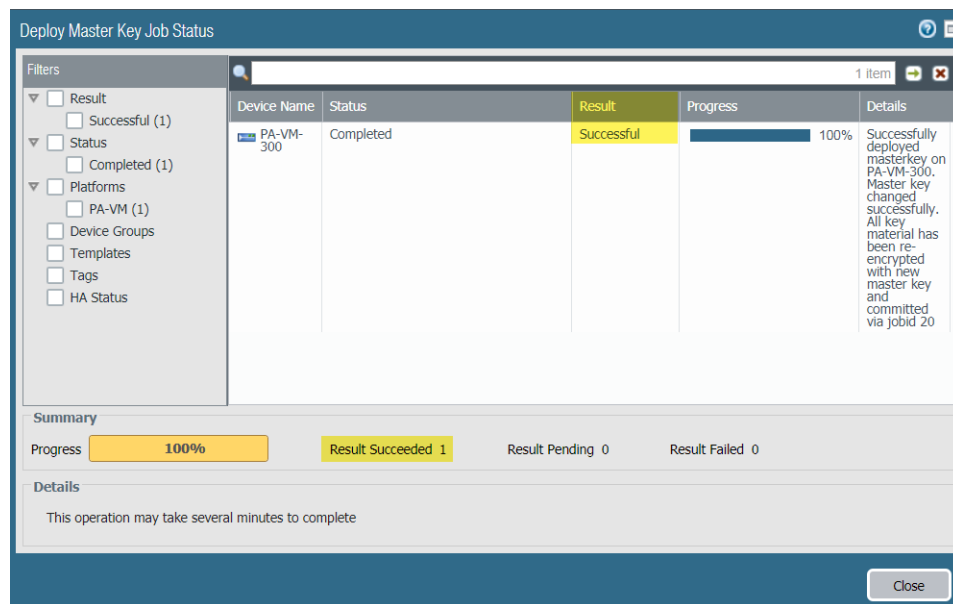 Deploy Master Key Job Status
Filters
1 item
Result
Successful (1)
Status
Completed (1)
Platforms
PA-VM (1)
Device Groups
Templates
Tags
HA Status
Device Name Status Result Progress Details
PA-VM-
300
Completed
Successful
100%
Successfully
deployed
masterkey on
PA-VM-300.
Master key
changed
successfully.
All key
material has
been re-
encrypted
with new
master key
and
committed
via jobid 20
Summary
Progress 100% Result Succeeded 1 Result Pending 0 Result Failed 0
Details
This operation may take several minutes to complete
Close